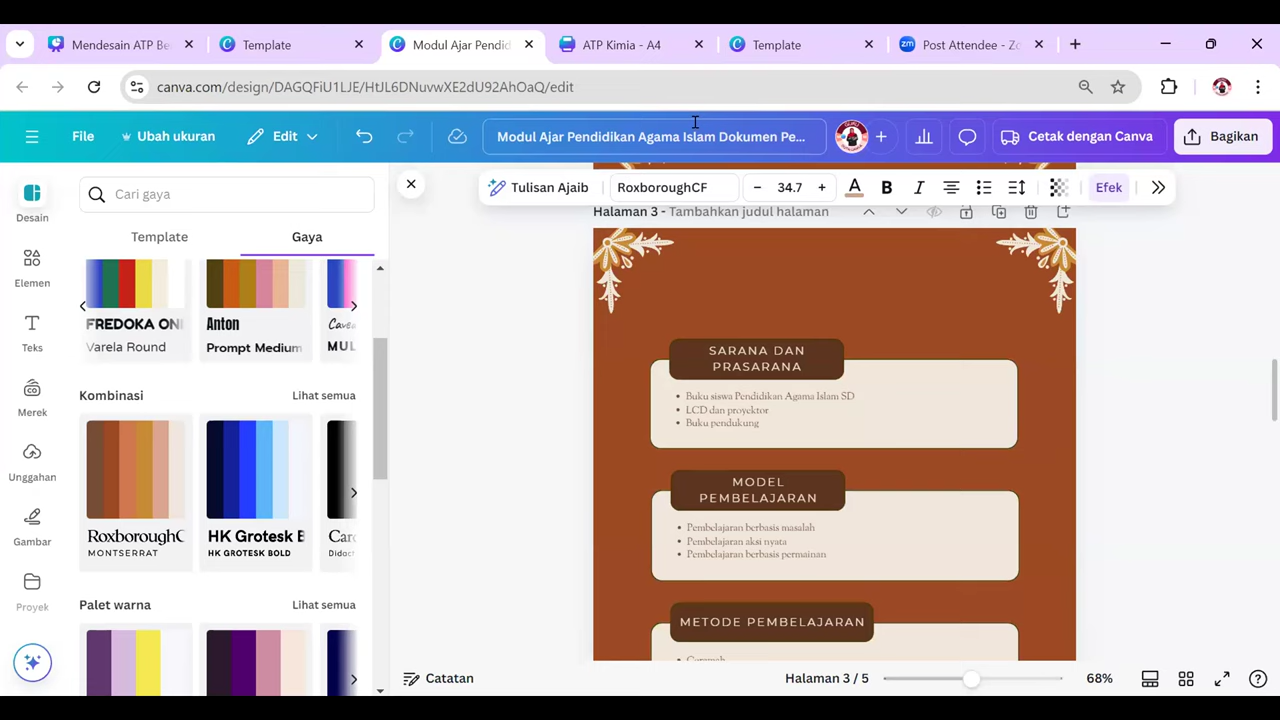 Mendesain ATP Be
Template
Modul Ajar Pendid
ATP Kimia - A4
Template
Post Attendee - Zo
canva.com/design/DAGQFiU1LJE/HtJL6DNuvwXE2dU92AhOaQ/edit
File
Ubah ukuran
Edit
Modul Ajar Pendidikan Agama Islam Dokumen Pe...
Cetak dengan Canva
Bagikan
Desain
Elemen
Teks
Merek
Unggahan
Gambar
Proyek
Cari gaya
Template
Gaya
FREDOKA ON
Varela Round
Anton
Prompt Medium
Cave
MUL
Kombinasi
Lihat semua
RoxboroughC
MONTSERRAT
HK Grotesk B
HK GROTESK BOLD
Carc
Didact
Palet warna
Lihat semua
Tulisan Ajaib
RoxboroughCF
34.7
A
B
I
Efek
Halaman 3 - Tambahkan judul halaman
SARANA DAN
PRASARANA
• Buku siswa Pendidikan Agama Islam SD
• LCD dan proyektor
• Buku pendukung
MODEL
PEMBELAJARAN
• Pembelajaran berbasis masalah
• Pembelajaran aksi nyata
• Pembelajaran berbasis permainan
METODE PEMBELAJARAN
• Ceramah
Catatan
Halaman 3 / 5
68%